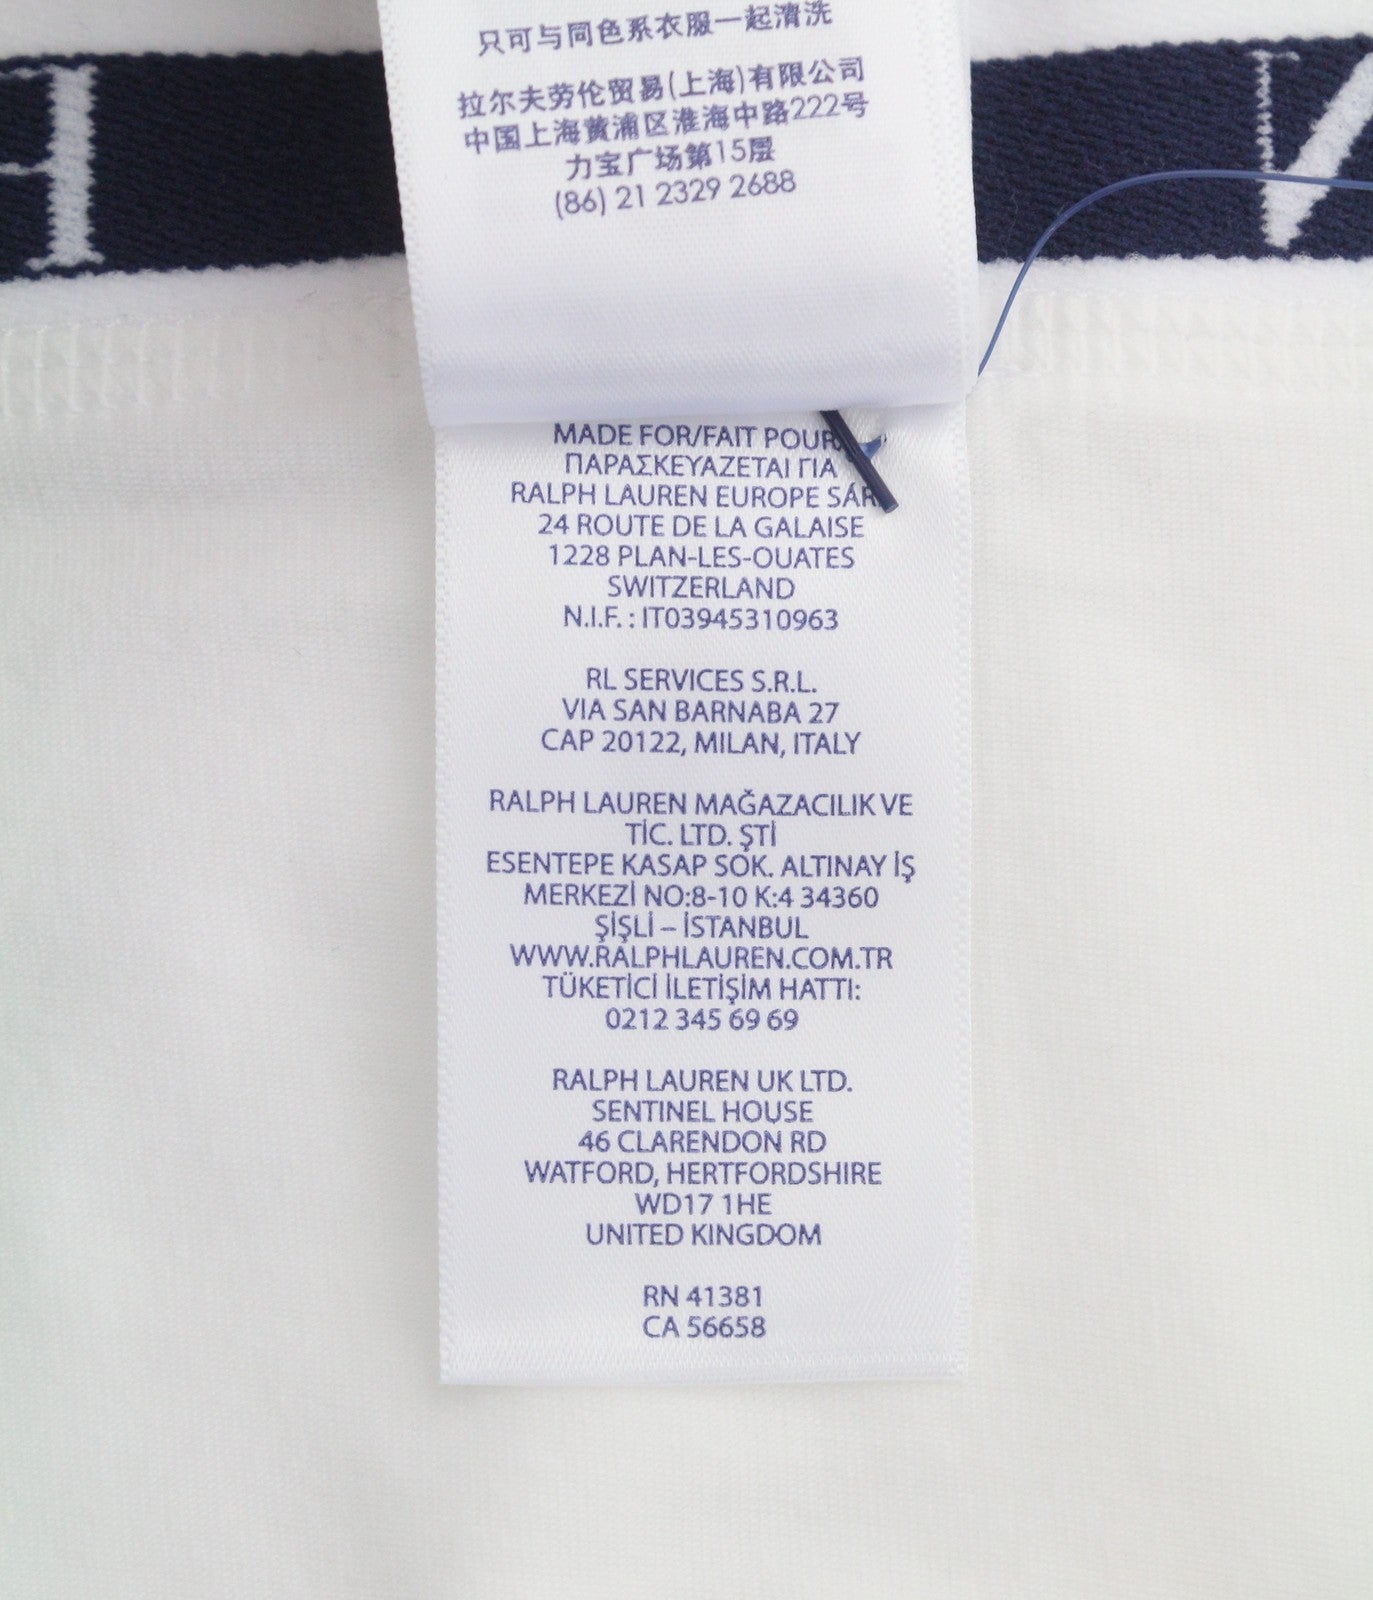 只可与同色系衣服一起清洗
拉尔夫劳伦贸易(上海)有限公司
中国上海黄浦区淮海中路222号
力宝广场第15层
(86) 21 2329 2688
MADE FOR/FAIT POUR
ΠΑΡΑΣΚΕΥΑΖΕΤΑΙ ΓΙΑ
RALPH LAUREN EUROPE SÁR
24 ROUTE DE LA GALAISE
1228 PLAN-LES-OUATES
SWITZERLAND
N.I.F. : IT03945310963
RL SERVICES S.R.L.
VIA SAN BARNABA 27
CAP 20122, MILAN, ITALY
RALPH LAUREN MAĞAZACILIK VE
TİC. LTD. ŞTİ
ESENTEPE KASAP SOK. ALTINAY İŞ
MERKEZİ NO:8-10 K:4 34360
ŞİŞLİ – İSTANBUL
WWW.RALPHLAUREN.COM.TR
TÜKETİCİ İLETİŞİM HATTI:
0212 345 69 69
RALPH LAUREN UK LTD.
SENTINEL HOUSE
46 CLARENDON RD
WATFORD, HERTFORDSHIRE
WD17 1HE
UNITED KINGDOM
RN 41381
CA 56658